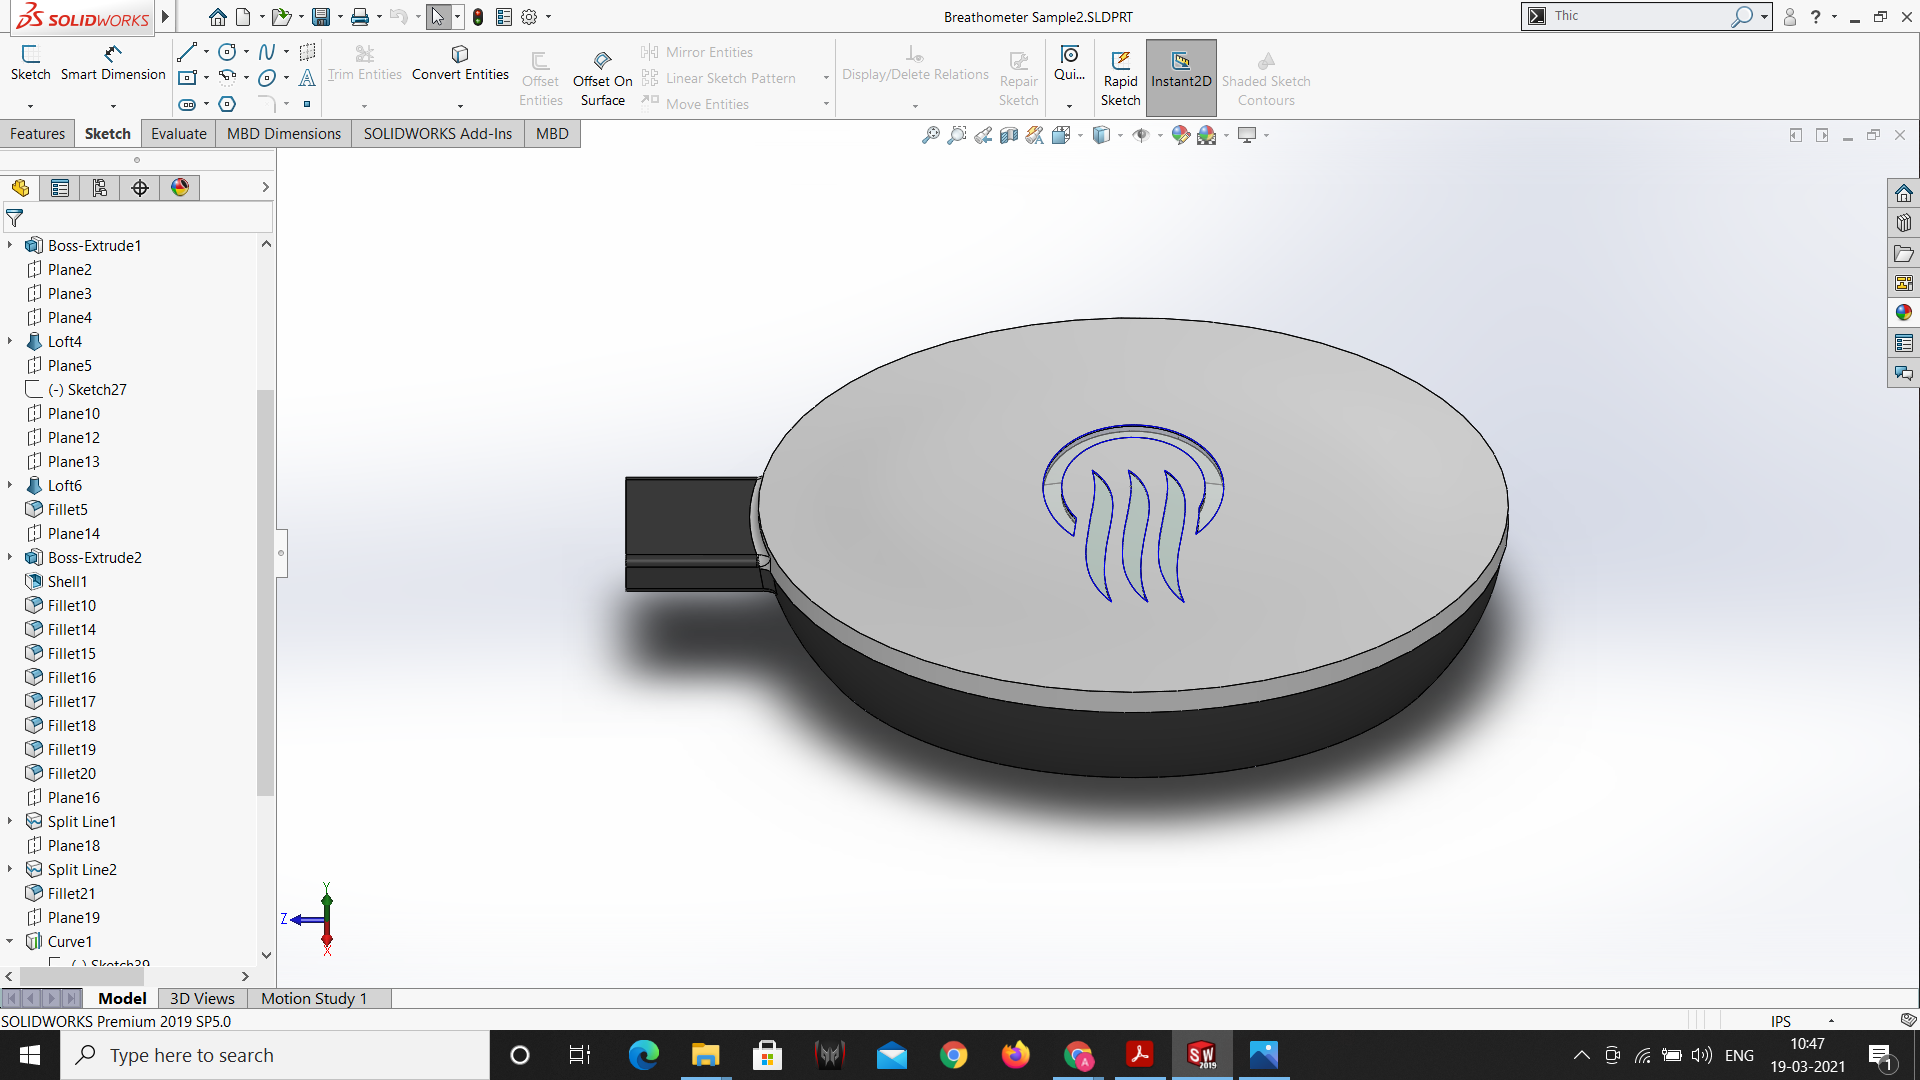 SOLIDWORKS
Breathometer Sample2.SLDPRT
Thic
Sketch
Smart Dimension
Trim Entities
Convert Entities
Offset Entities
Offset On Surface
Mirror Entities
Linear Sketch Pattern
Move Entities
Display/Delete Relations
Repair Sketch
Qui...
Rapid Sketch
Instant2D
Shaded Sketch Contours
Features
Sketch
Evaluate
MBD Dimensions
SOLIDWORKS Add-Ins
MBD
Boss-Extrude1
Plane2
Plane3
Plane4
Loft4
Plane5
(-) Sketch27
Plane10
Plane12
Plane13
Loft6
Fillet5
Plane14
Boss-Extrude2
Shell1
Fillet10
Fillet14
Fillet15
Fillet16
Fillet17
Fillet18
Fillet19
Fillet20
Plane16
Split Line1
Plane18
Split Line2
Fillet21
Plane19
Curve1
(-) Sketch39
Y
Z
X
Model
3D Views
Motion Study 1
SOLIDWORKS Premium 2019 SP5.0
IPS
Type here to search
A
SW
2019
ENG
10:47
19-03-2021
1